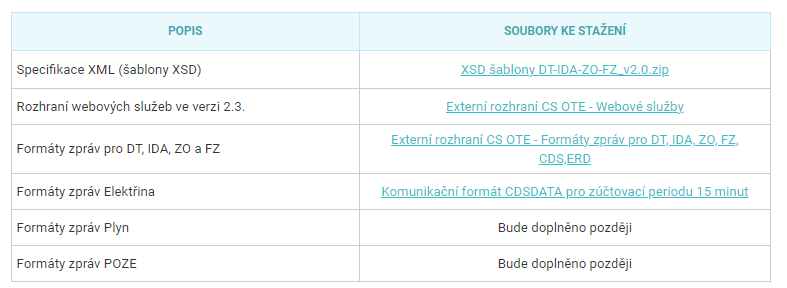 POPIS SOUBORY KE STAŽENÍ
Specifikace XML (šablony XSD) XSD šablony DT-IDA-ZO-FZ_v2.0.zip
Rozhraní webových služeb ve verzi 2.3. Externí rozhraní CS OTE - Webové služby
Formáty zpráv pro DT, IDA, ZO a FZ Externí rozhraní CS OTE - Formáty zpráv pro DT, IDA, ZO, FZ,
CDS,ERD
Formáty zpráv Elektřina Komunikační formát CDSDATA pro zúčtovací periodu 15 minut
Formáty zpráv Plyn Bude doplněno později
Formáty zpráv POZE Bude doplněno později